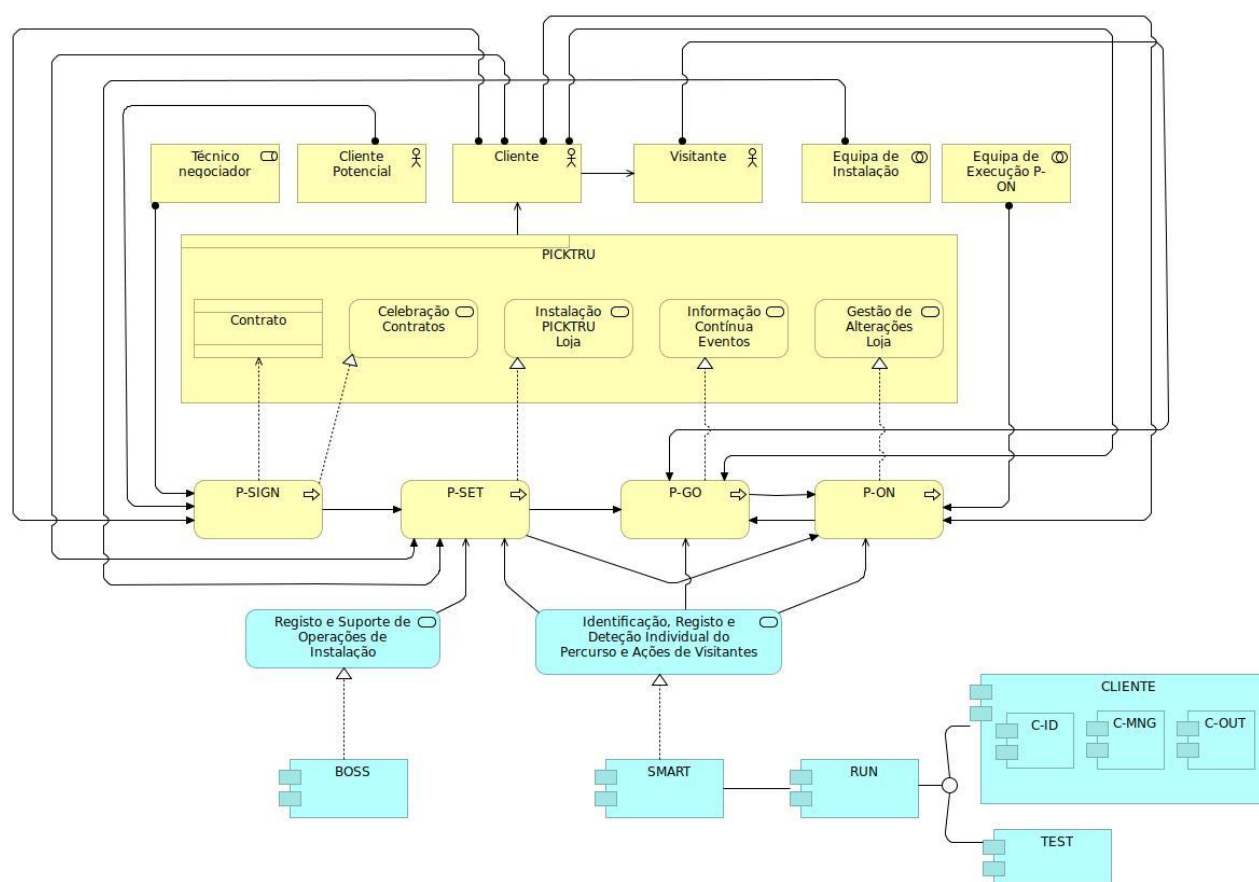 Técnico
negociador
Cliente
Potencial
Cliente
Visitante
Equipa de
Instalação
Equipa de
Execução P-
ON
PICKTRU
Contrato
Celebração
Contratos
Instalação
PICKTRU
Loja
Informação
Contínua
Eventos
Gestão de
Alterações
Loja
P-SIGN
P-SET
P-GO
P-ON
Registo e Suporte de
Operações de
Instalação
Identificação, Registo e
Deteção Individual do
Percurso e Ações de Visitantes
CLIENTE
C-ID
C-MNG
C-OUT
BOSS
SMART
RUN
TEST